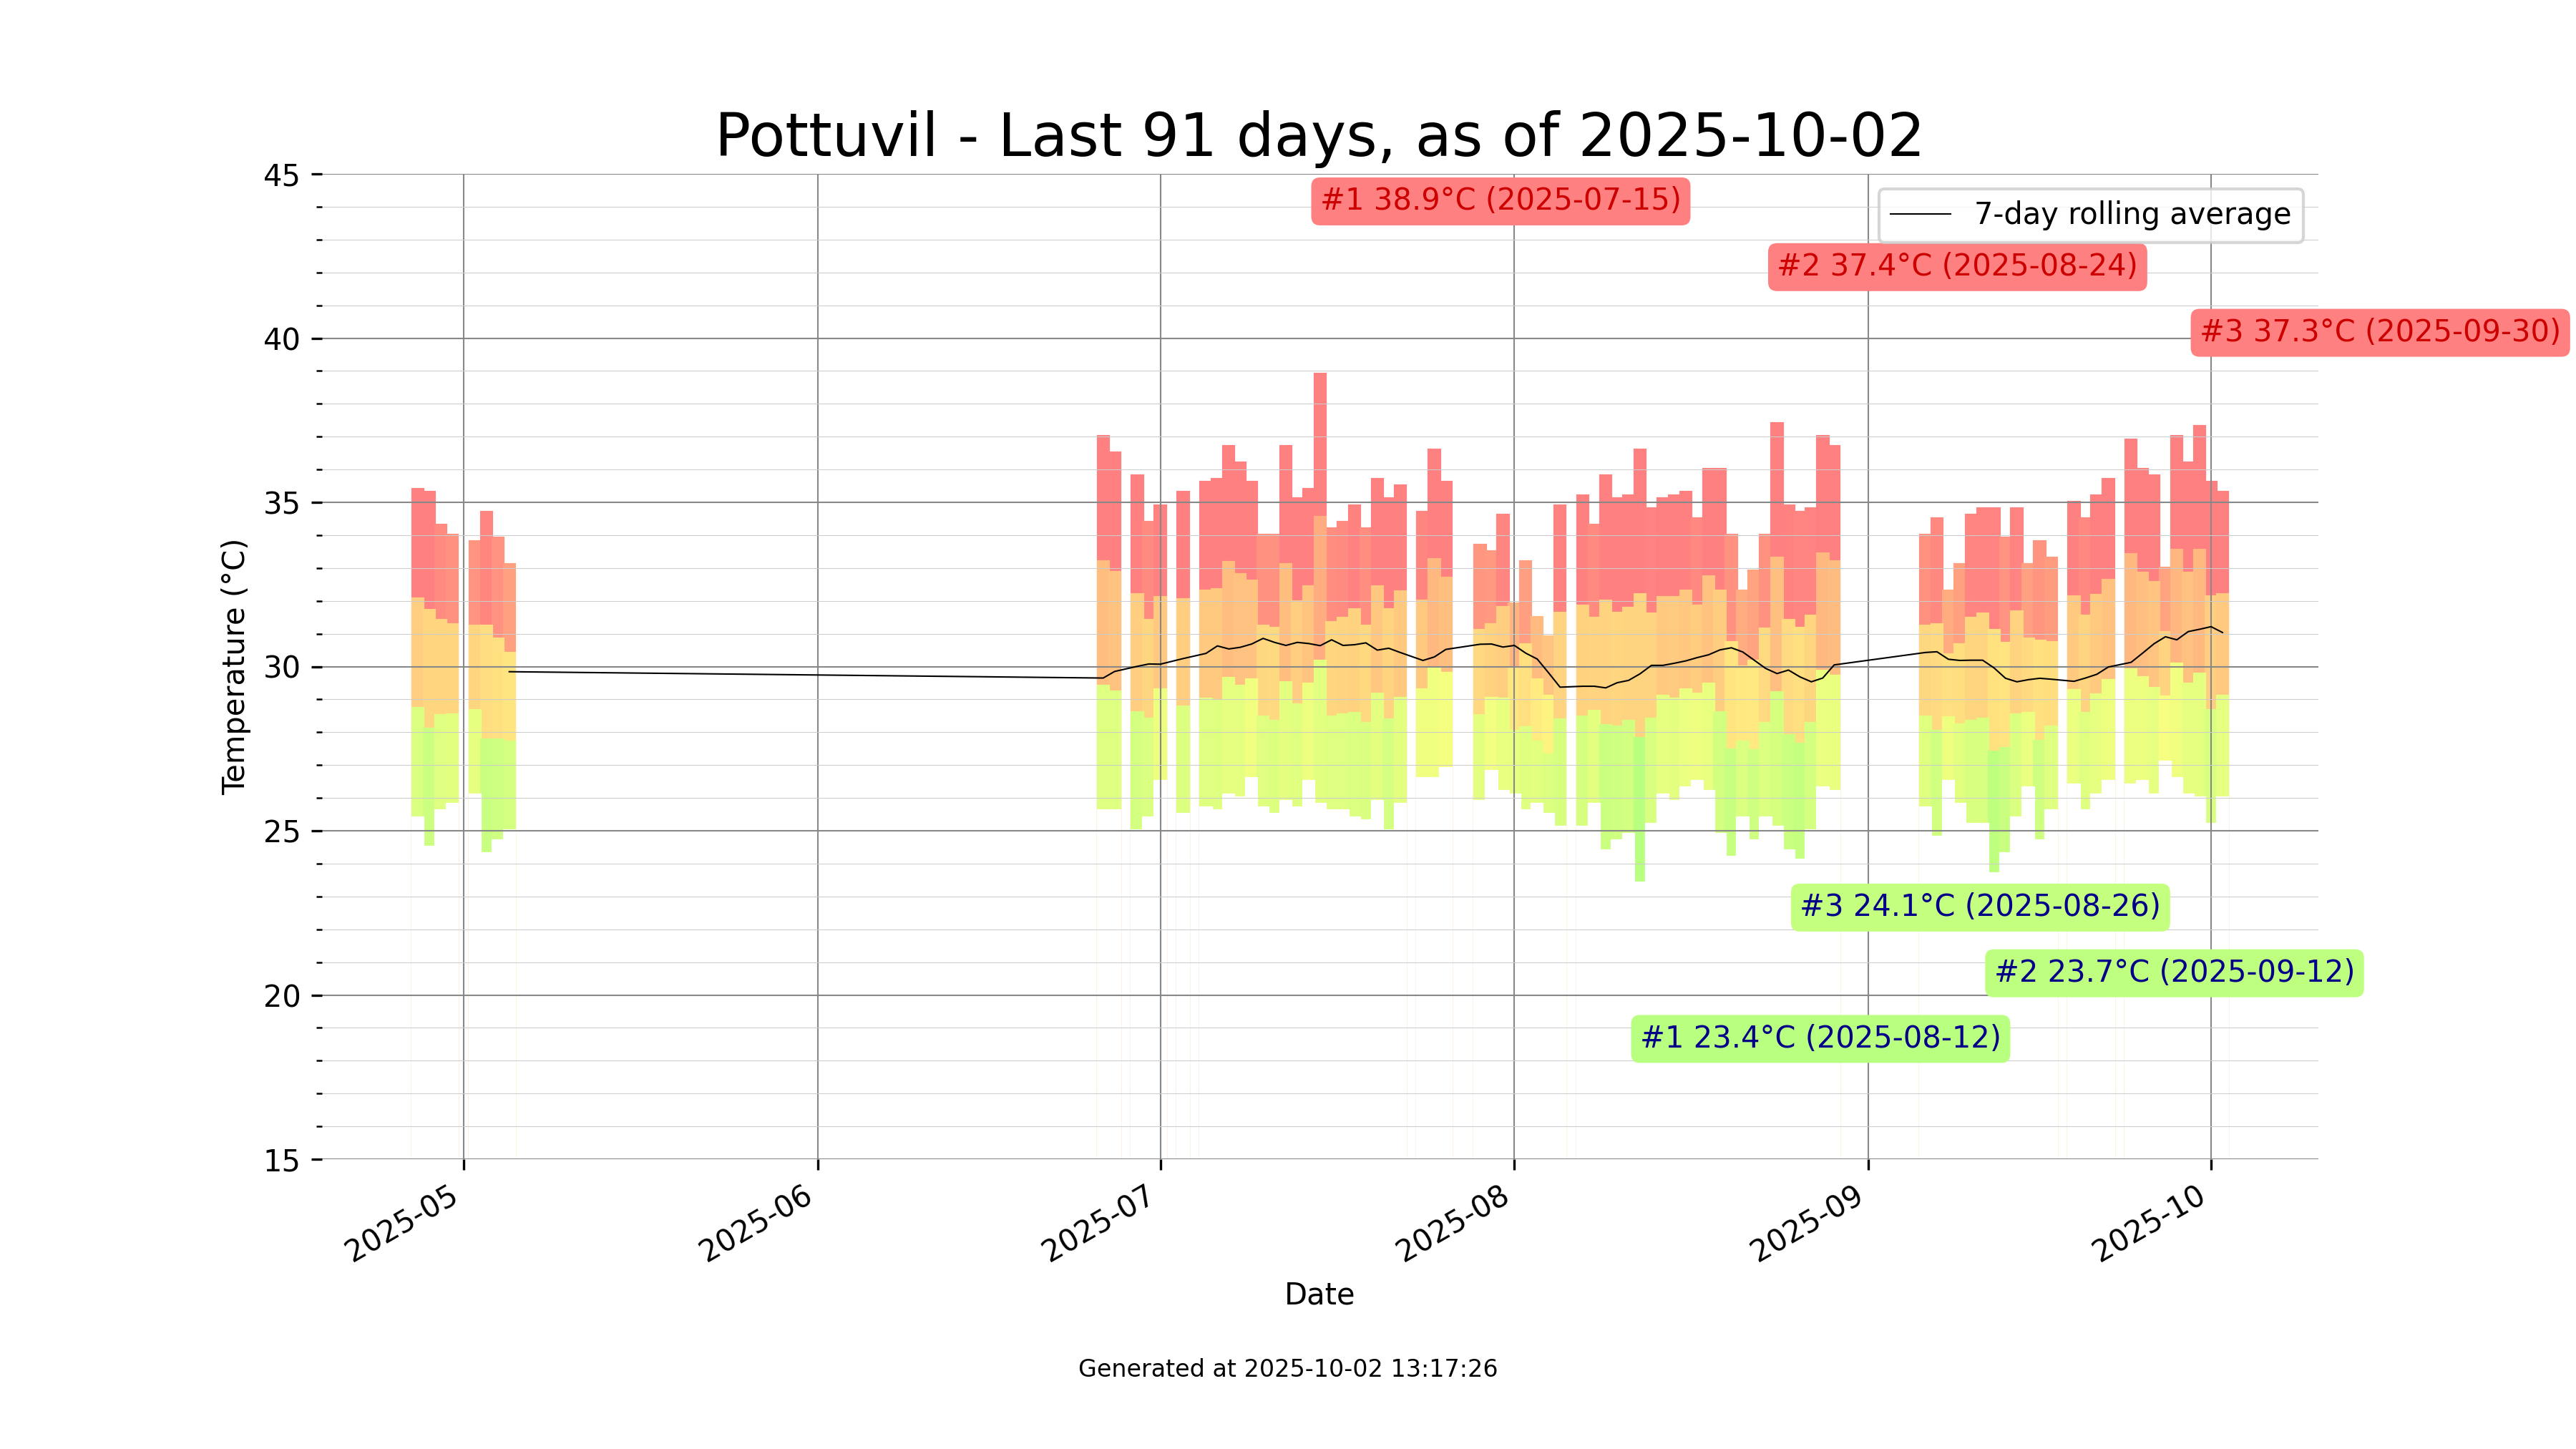 Pottuvil - Last 91 days, as of 2025-10-02
45
#1 38.9°C (2025-07-15)
7-day rolling average
#2 37.4°C (2025-08-24)
#3 37.3°C (2025-09-30)
40
35
30
Temperature (°C)
25
#3 24.1°C (2025-08-26)
#2 23.7°C (2025-09-12)
20
#1 23.4°C (2025-08-12)
15
2025-05
2025-06
2025-07
2025-08
2025-09
2025-10
Date
Generated at 2025-10-02 13:17:26